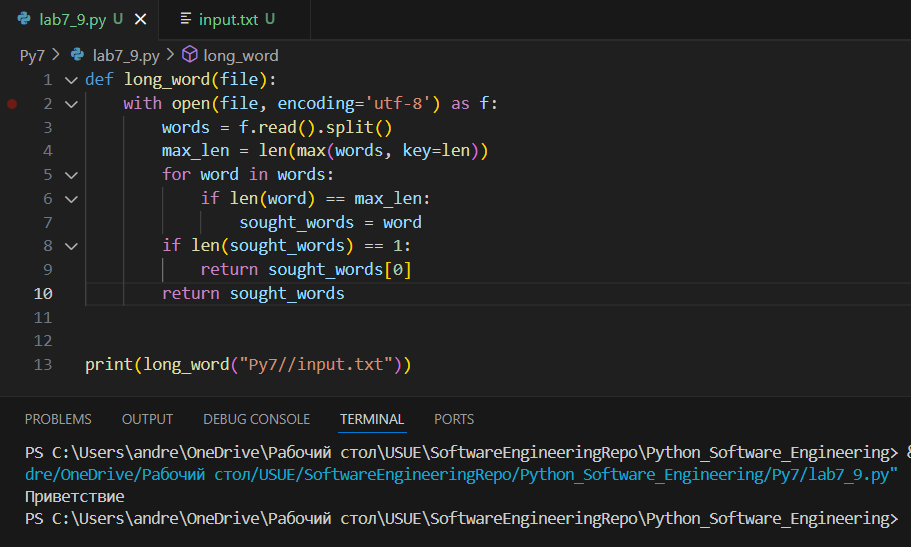 lab7_9.py U × input.txt U
Py7 > lab7_9.py > long_word
1 def long_word(file):
2     with open(file, encoding='utf-8') as f:
3         words = f.read().split()
4         max_len = len(max(words, key=len))
5         for word in words:
6             if len(word) == max_len:
7                 sought_words = word
8         if len(sought_words) == 1:
9             return sought_words[0]
10         return sought_words
11
12
13 print(long_word("Py7//input.txt"))
PROBLEMS OUTPUT DEBUG CONSOLE TERMINAL PORTS
PS C:\Users\andre\OneDrive\Рабочий стол\USUE\SoftwareEngineeringRepo\Python_Software_Engineering> &
dre/OneDrive/Рабочий стол/USUE/SoftwareEngineeringRepo/Python_Software_Engineering/Py7/lab7_9.py"
Приветствие
PS C:\Users\andre\OneDrive\Рабочий стол\USUE\SoftwareEngineeringRepo\Python_Software_Engineering>